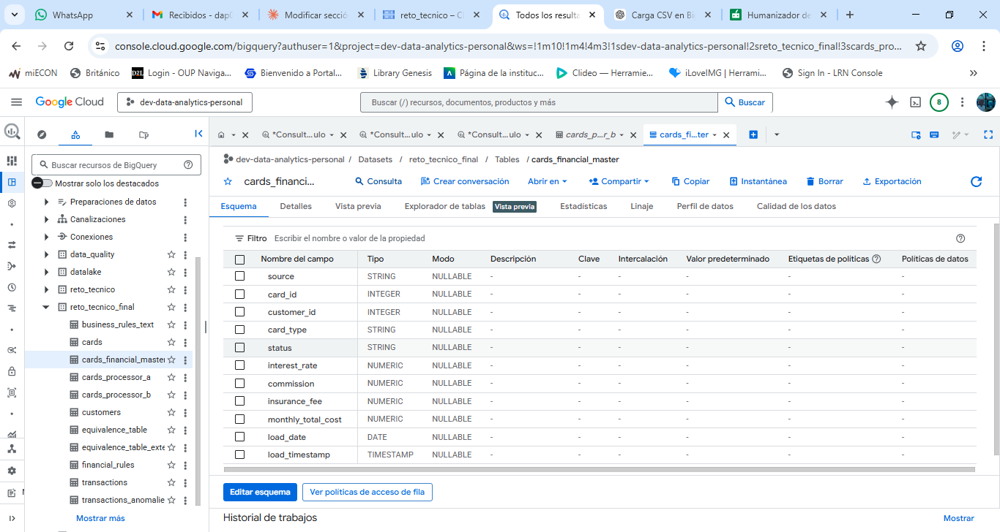 WhatsApp
Recibidos - dap0
Modificar secció
reto_tecnico – Cl
Todos los resulta
Carga CSV en Bi
Humanizador de
console.cloud.google.com/bigquery?authuser=1&project=dev-data-analytics-personal&ws=!1m10!1m4!4m3!1sdev-data-analytics-personal!2sreto_tecnico_final!3scards_pro...
miECON
Británico
D2L Login - OUP Naviga...
Bienvenido a Portal...
Library Genesis
Página de la instituc...
Clideo — Herramie...
iLoveIMG | Herrami...
Sign In - LRN Console
Google Cloud
dev-data-analytics-personal
Buscar (/) recursos, documentos, productos y más
Buscar
8
*Consult...ulo
*Consult...ulo
*Consult...ulo
cards_p...r_b
cards_fi...ter
Buscar recursos de BigQuery
Mostrar solo los destacados
Preparaciones de datos
Canalizaciones
Conexiones
data_quality
datalake
reto_tecnico
reto_tecnico_final
business_rules_text
cards
cards_financial_master
cards_processor_a
cards_processor_b
customers
equivalence_table
equivalence_table_exte
financial_rules
transactions
transactions_anomalie
Mostrar más
dev-data-analytics-personal / Datasets / reto_tecnico_final / Tables / cards_financial_master
cards_financi...
Consulta
Crear conversación
Abrir en
Compartir
Copiar
Instantánea
Borrar
Exportación
Esquema
Detalles
Vista previa
Explorador de tablas
Vista previa
Estadísticas
Linaje
Perfil de datos
Calidad de los datos
Filtro Escribir el nombre o valor de la propiedad
Nombre del campo Tipo Modo Descripción Clave Intercalación Valor predeterminado Etiquetas de políticas Políticas de datos
source STRING NULLABLE - - - - - -
card_id INTEGER NULLABLE - - - - - -
customer_id INTEGER NULLABLE - - - - - -
card_type STRING NULLABLE - - - - - -
status STRING NULLABLE - - - - - -
interest_rate NUMERIC NULLABLE - - - - - -
commission NUMERIC NULLABLE - - - - - -
insurance_fee NUMERIC NULLABLE - - - - - -
monthly_total_cost NUMERIC NULLABLE - - - - - -
load_date DATE NULLABLE - - - - - -
load_timestamp TIMESTAMP NULLABLE - - - - - -
Editar esquema
Ver políticas de acceso de fila
Historial de trabajos
Mostrar